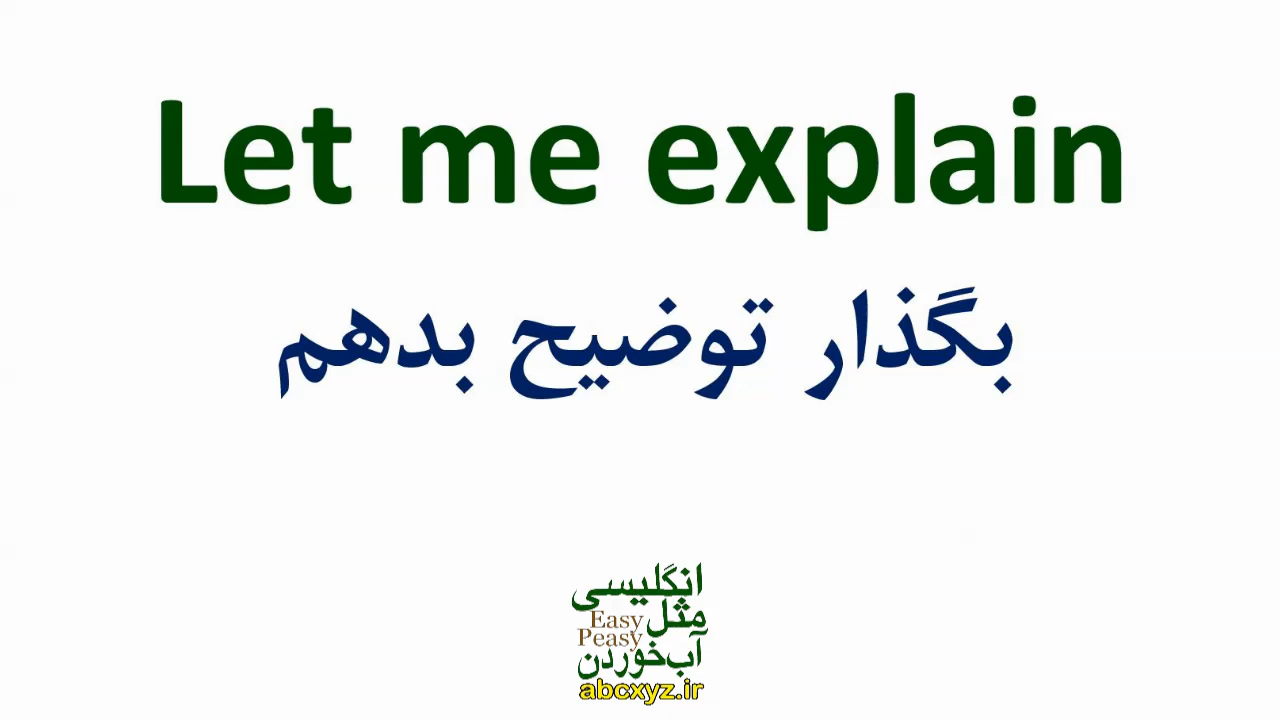 Let me explain
بگذار توضیح بدهم
انگلیسی
مثل
Easy
Peasy
آب‌خوردن
abcxyz.ir